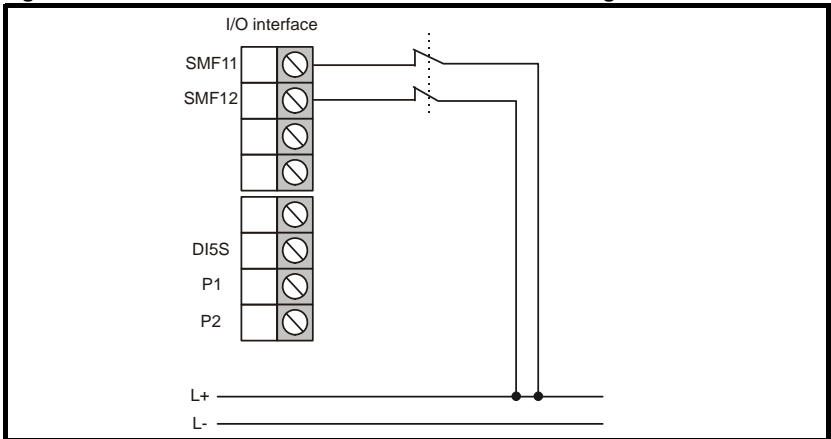 I/O interface
SMF11
SMF12
DI5S
P1
P2
L+
L-